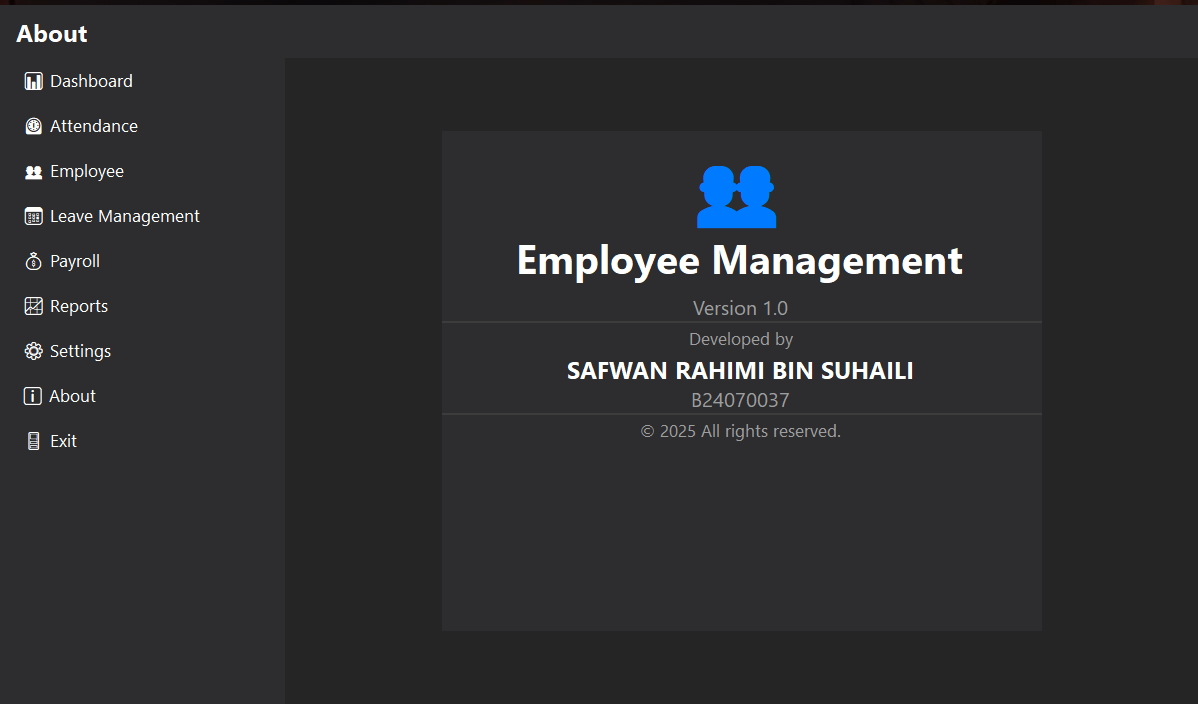 About
Dashboard
Attendance
Employee
Leave Management
Payroll
Reports
Settings
About
Exit
Employee Management
Version 1.0
Developed by
SAFWAN RAHIMI BIN SUHAILI
B24070037
© 2025 All rights reserved.